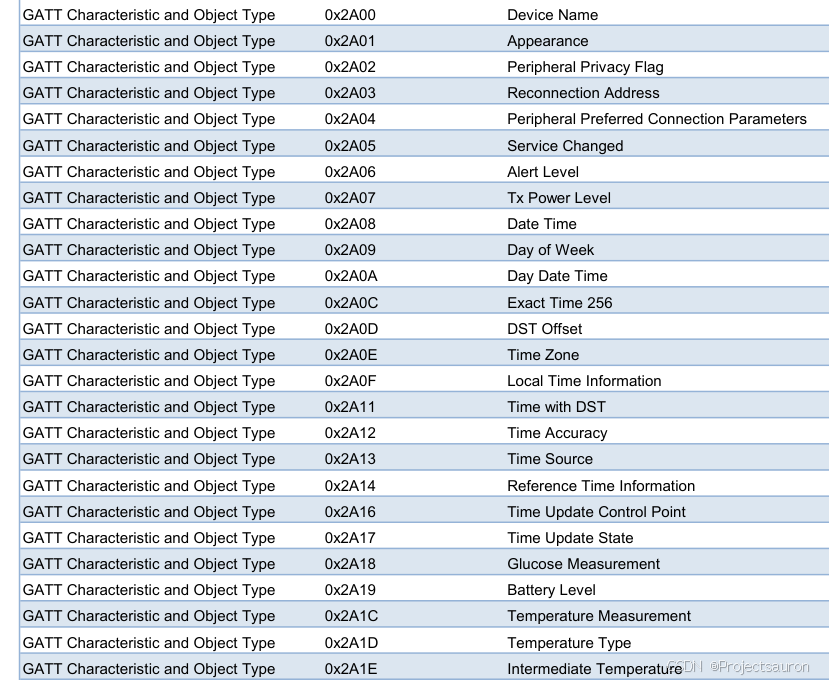 GATT Characteristic and Object Type 0x2A00 Device Name
GATT Characteristic and Object Type 0x2A01 Appearance
GATT Characteristic and Object Type 0x2A02 Peripheral Privacy Flag
GATT Characteristic and Object Type 0x2A03 Reconnection Address
GATT Characteristic and Object Type 0x2A04 Peripheral Preferred Connection Parameters
GATT Characteristic and Object Type 0x2A05 Service Changed
GATT Characteristic and Object Type 0x2A06 Alert Level
GATT Characteristic and Object Type 0x2A07 Tx Power Level
GATT Characteristic and Object Type 0x2A08 Date Time
GATT Characteristic and Object Type 0x2A09 Day of Week
GATT Characteristic and Object Type 0x2A0A Day Date Time
GATT Characteristic and Object Type 0x2A0C Exact Time 256
GATT Characteristic and Object Type 0x2A0D DST Offset
GATT Characteristic and Object Type 0x2A0E Time Zone
GATT Characteristic and Object Type 0x2A0F Local Time Information
GATT Characteristic and Object Type 0x2A11 Time with DST
GATT Characteristic and Object Type 0x2A12 Time Accuracy
GATT Characteristic and Object Type 0x2A13 Time Source
GATT Characteristic and Object Type 0x2A14 Reference Time Information
GATT Characteristic and Object Type 0x2A16 Time Update Control Point
GATT Characteristic and Object Type 0x2A17 Time Update State
GATT Characteristic and Object Type 0x2A18 Glucose Measurement
GATT Characteristic and Object Type 0x2A19 Battery Level
GATT Characteristic and Object Type 0x2A1C Temperature Measurement
GATT Characteristic and Object Type 0x2A1D Temperature Type
GATT Characteristic and Object Type 0x2A1E Intermediate Temperature
CSDN @Projectsauron